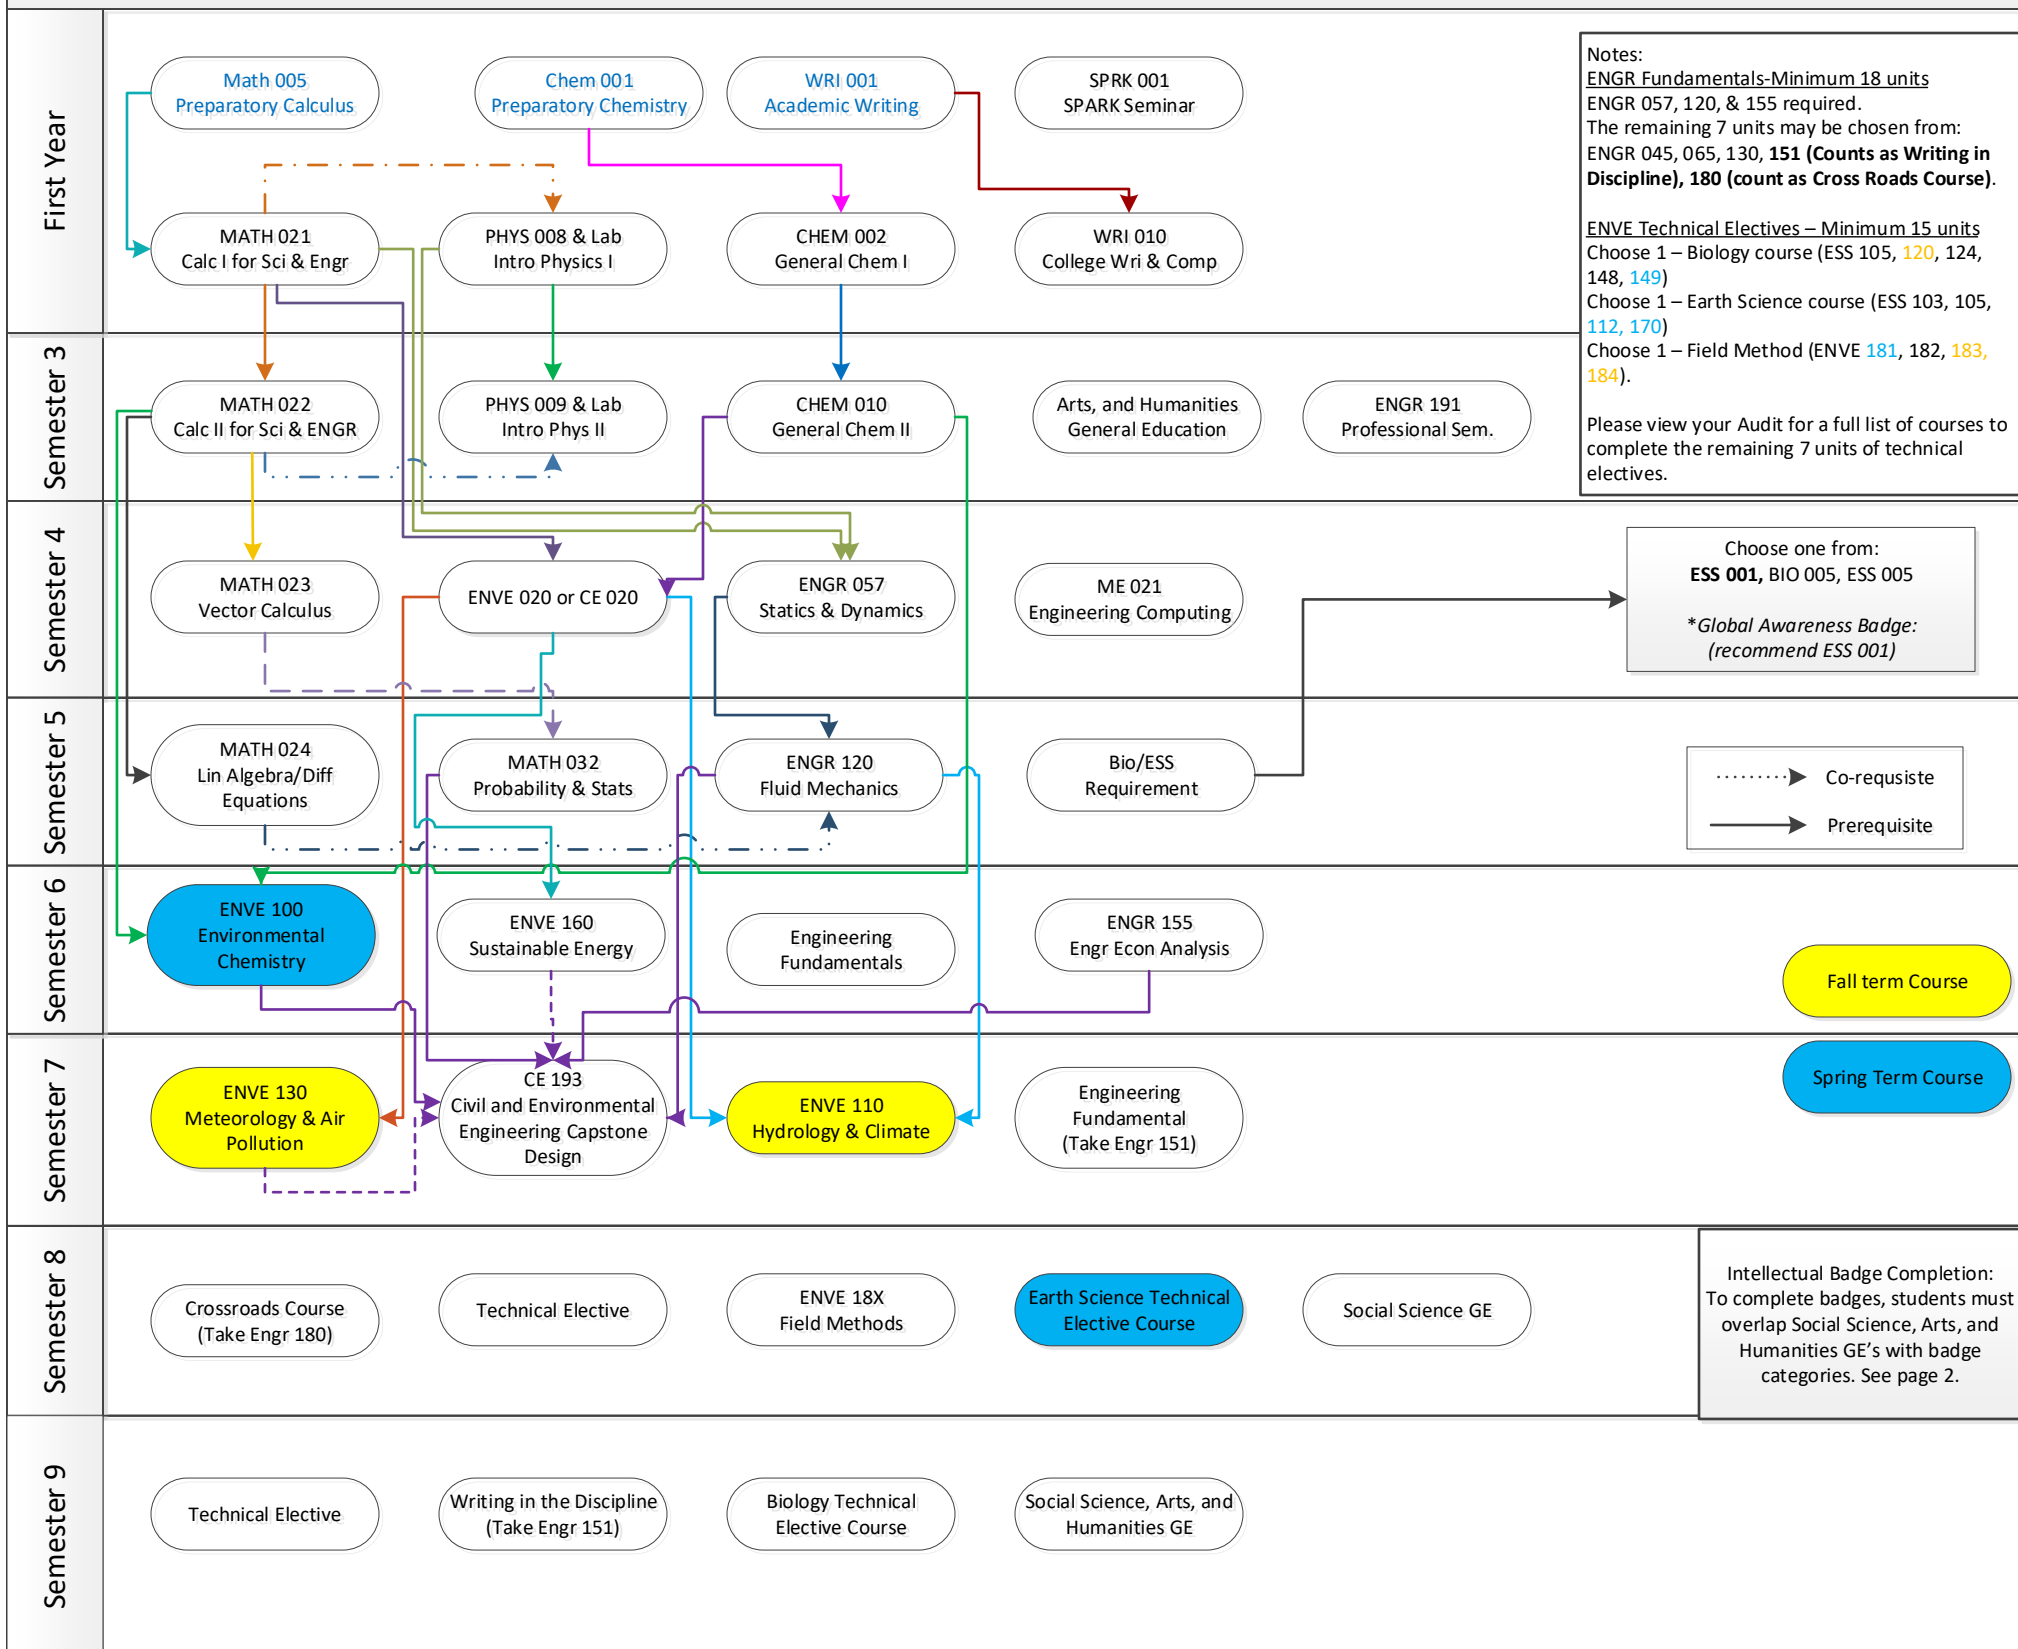 First Year
Math 005
Preparatory Calculus
Chem 001
Preparatory Chemistry
WRI 001
Academic Writing
SPRK 001
SPARK Seminar
MATH 021
Calc I for Sci & Engr
PHYS 008 & Lab
Intro Physics I
CHEM 002
General Chem I
WRI 010
College Wri & Comp
Notes:
ENGR Fundamentals-Minimum 18 units
ENGR 057, 120, & 155 required.
The remaining 7 units may be chosen from:
ENGR 045, 065, 130, 151 (Counts as Writing in
Discipline), 180 (count as Cross Roads Course).
ENVE Technical Electives – Minimum 15 units
Choose 1 – Biology course (ESS 105, 120, 124,
148, 149)
Choose 1 – Earth Science course (ESS 103, 105,
112, 170)
Choose 1 – Field Method (ENVE 181, 182, 183,
184).
Please view your Audit for a full list of courses to
complete the remaining 7 units of technical
electives.
Semester 3
MATH 022
Calc II for Sci & ENGR
PHYS 009 & Lab
Intro Phys II
CHEM 010
General Chem II
Arts, and Humanities
General Education
ENGR 191
Professional Sem.
Semester 4
MATH 023
Vector Calculus
ENVE 020 or CE 020
ENGR 057
Statics & Dynamics
ME 021
Engineering Computing
Choose one from:
ESS 001, BIO 005, ESS 005
*Global Awareness Badge:
(recommend ESS 001)
Semester 5
MATH 024
Lin Algebra/Diff
Equations
MATH 032
Probability & Stats
ENGR 120
Fluid Mechanics
Bio/ESS
Requirement
Co-requsiste
Prerequisite
Semester 6
ENVE 100
Environmental
Chemistry
ENVE 160
Sustainable Energy
Engineering
Fundamentals
ENGR 155
Engr Econ Analysis
Fall term Course
Semester 7
ENVE 130
Meteorology & Air
Pollution
CE 193
Civil and Environmental
Engineering Capstone
Design
ENVE 110
Hydrology & Climate
Engineering
Fundamental
(Take Engr 151)
Spring Term Course
Semester 8
Crossroads Course
(Take Engr 180)
Technical Elective
ENVE 18X
Field Methods
Earth Science Technical
Elective Course
Social Science GE
Intellectual Badge Completion:
To complete badges, students must
overlap Social Science, Arts, and
Humanities GE’s with badge
categories. See page 2.
Semester 9
Technical Elective
Writing in the Discipline
(Take Engr 151)
Biology Technical
Elective Course
Social Science, Arts, and
Humanities GE